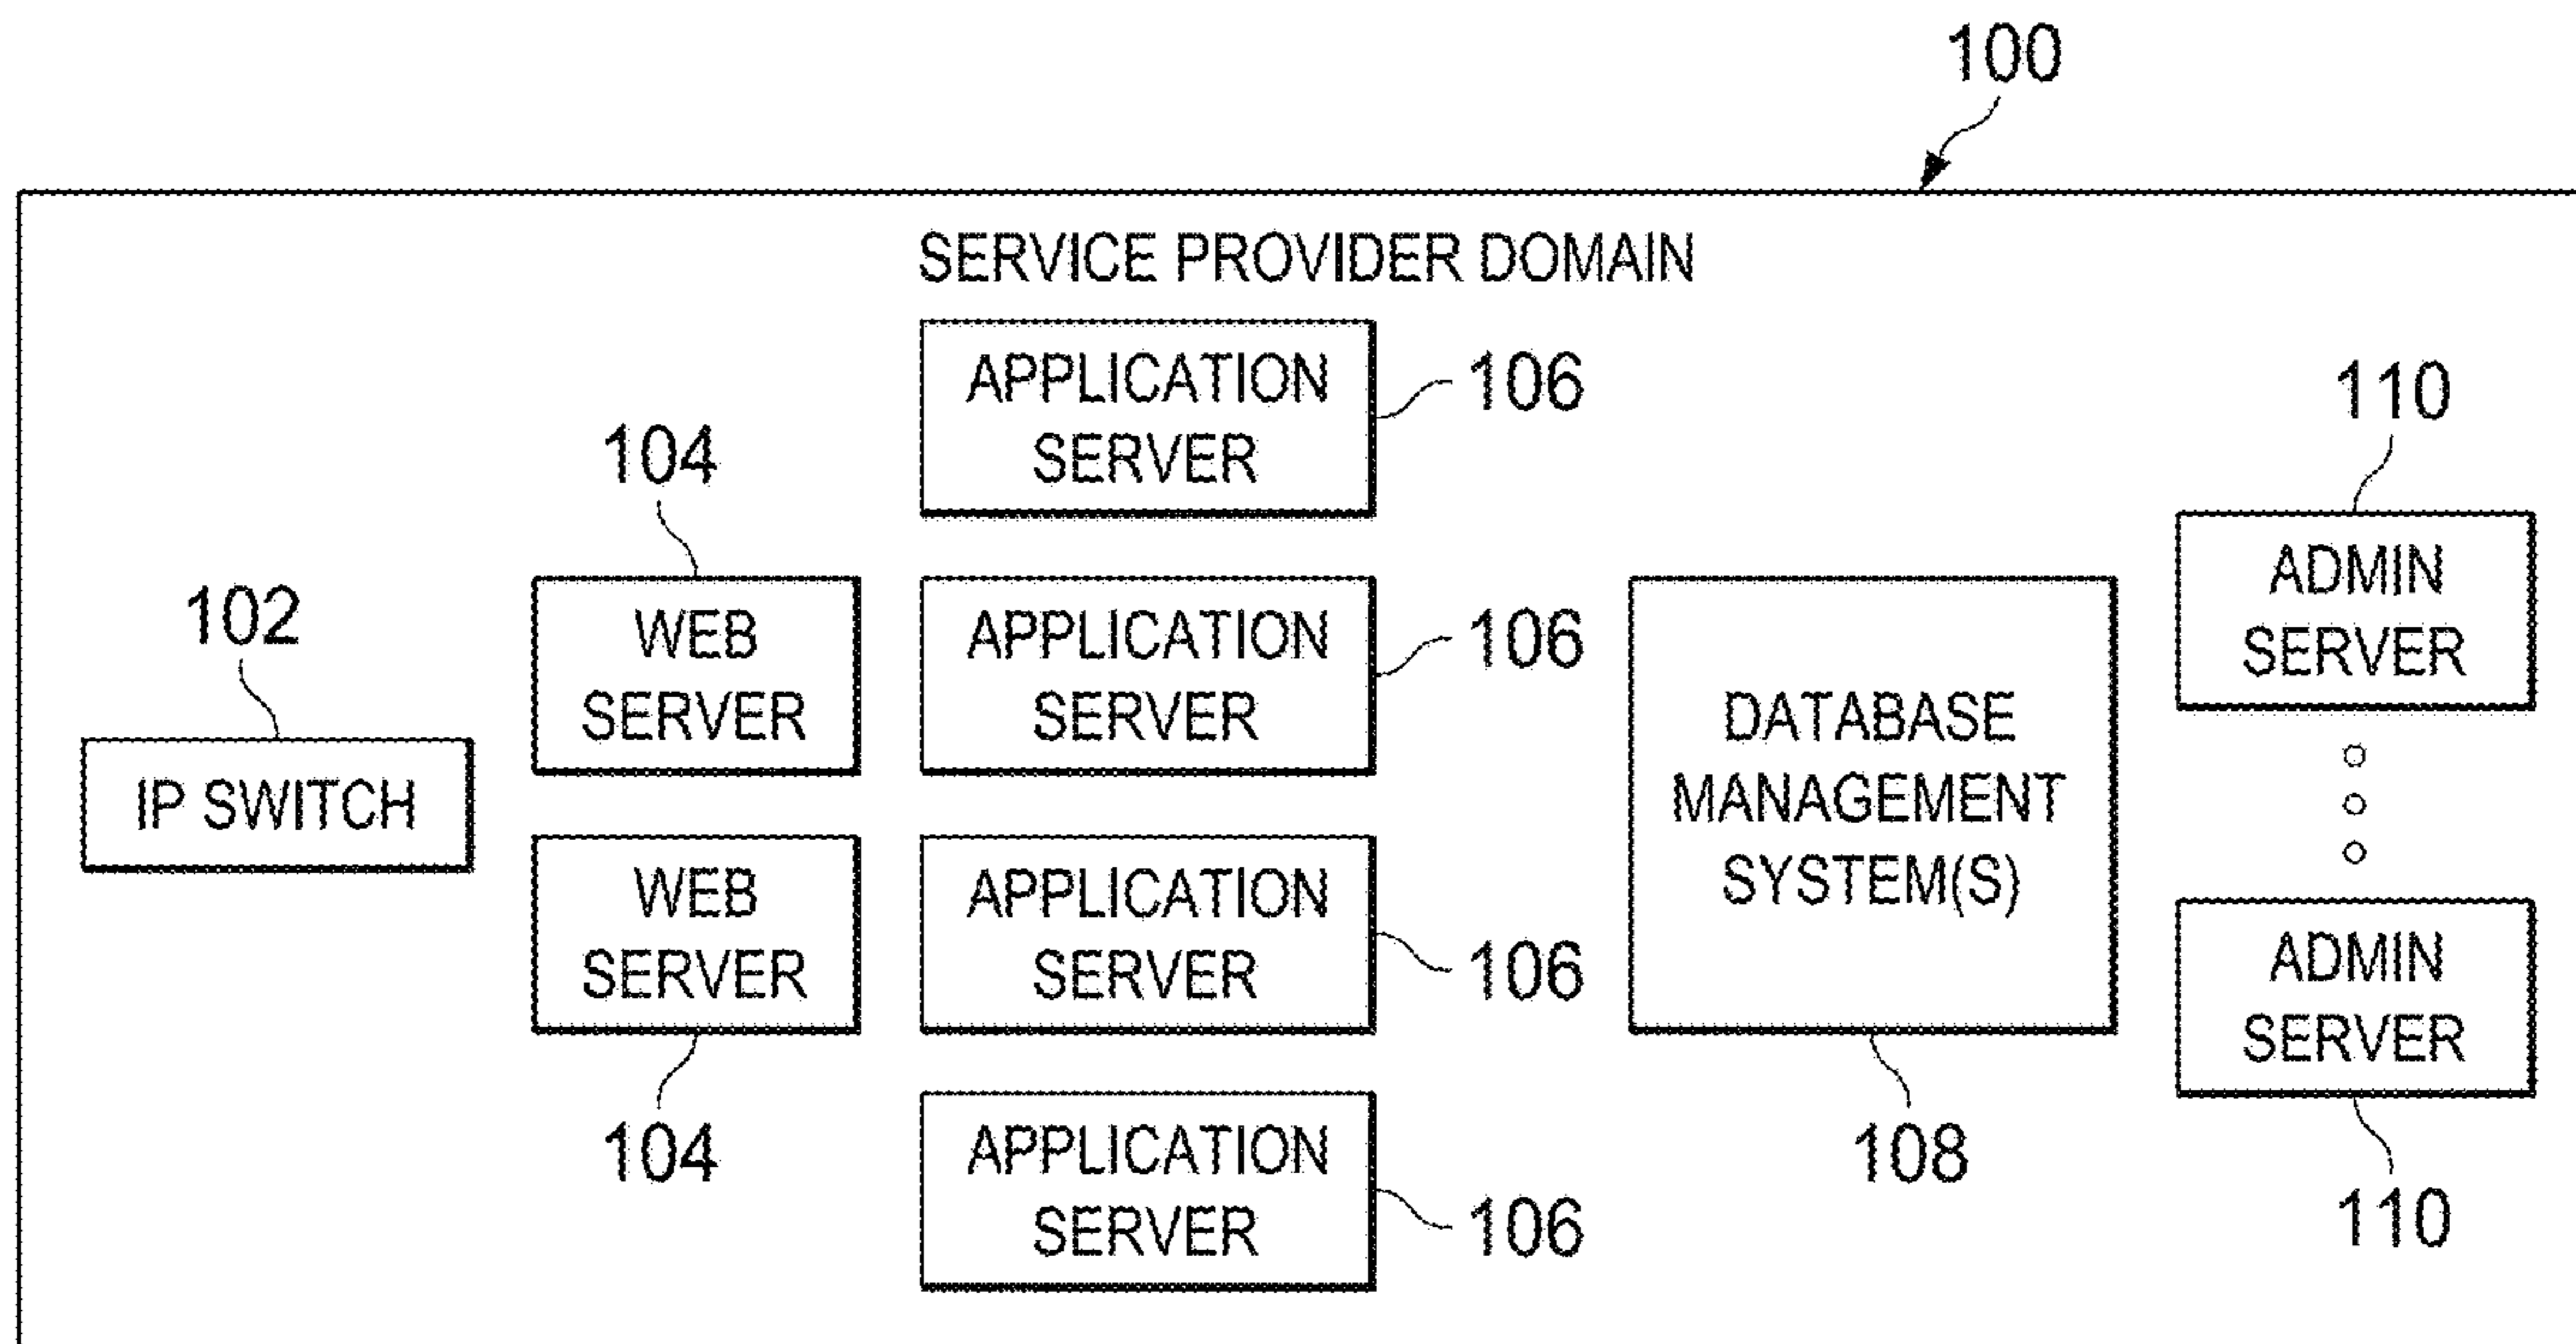 100
SERVICE PROVIDER DOMAIN
102
IP SWITCH
104
WEB
SERVER
WEB
SERVER
104
APPLICATION
SERVER
106
APPLICATION
SERVER
106
APPLICATION
SERVER
106
APPLICATION
SERVER
106
DATABASE
MANAGEMENT
SYSTEM(S)
108
110
ADMIN
SERVER
ADMIN
SERVER
110